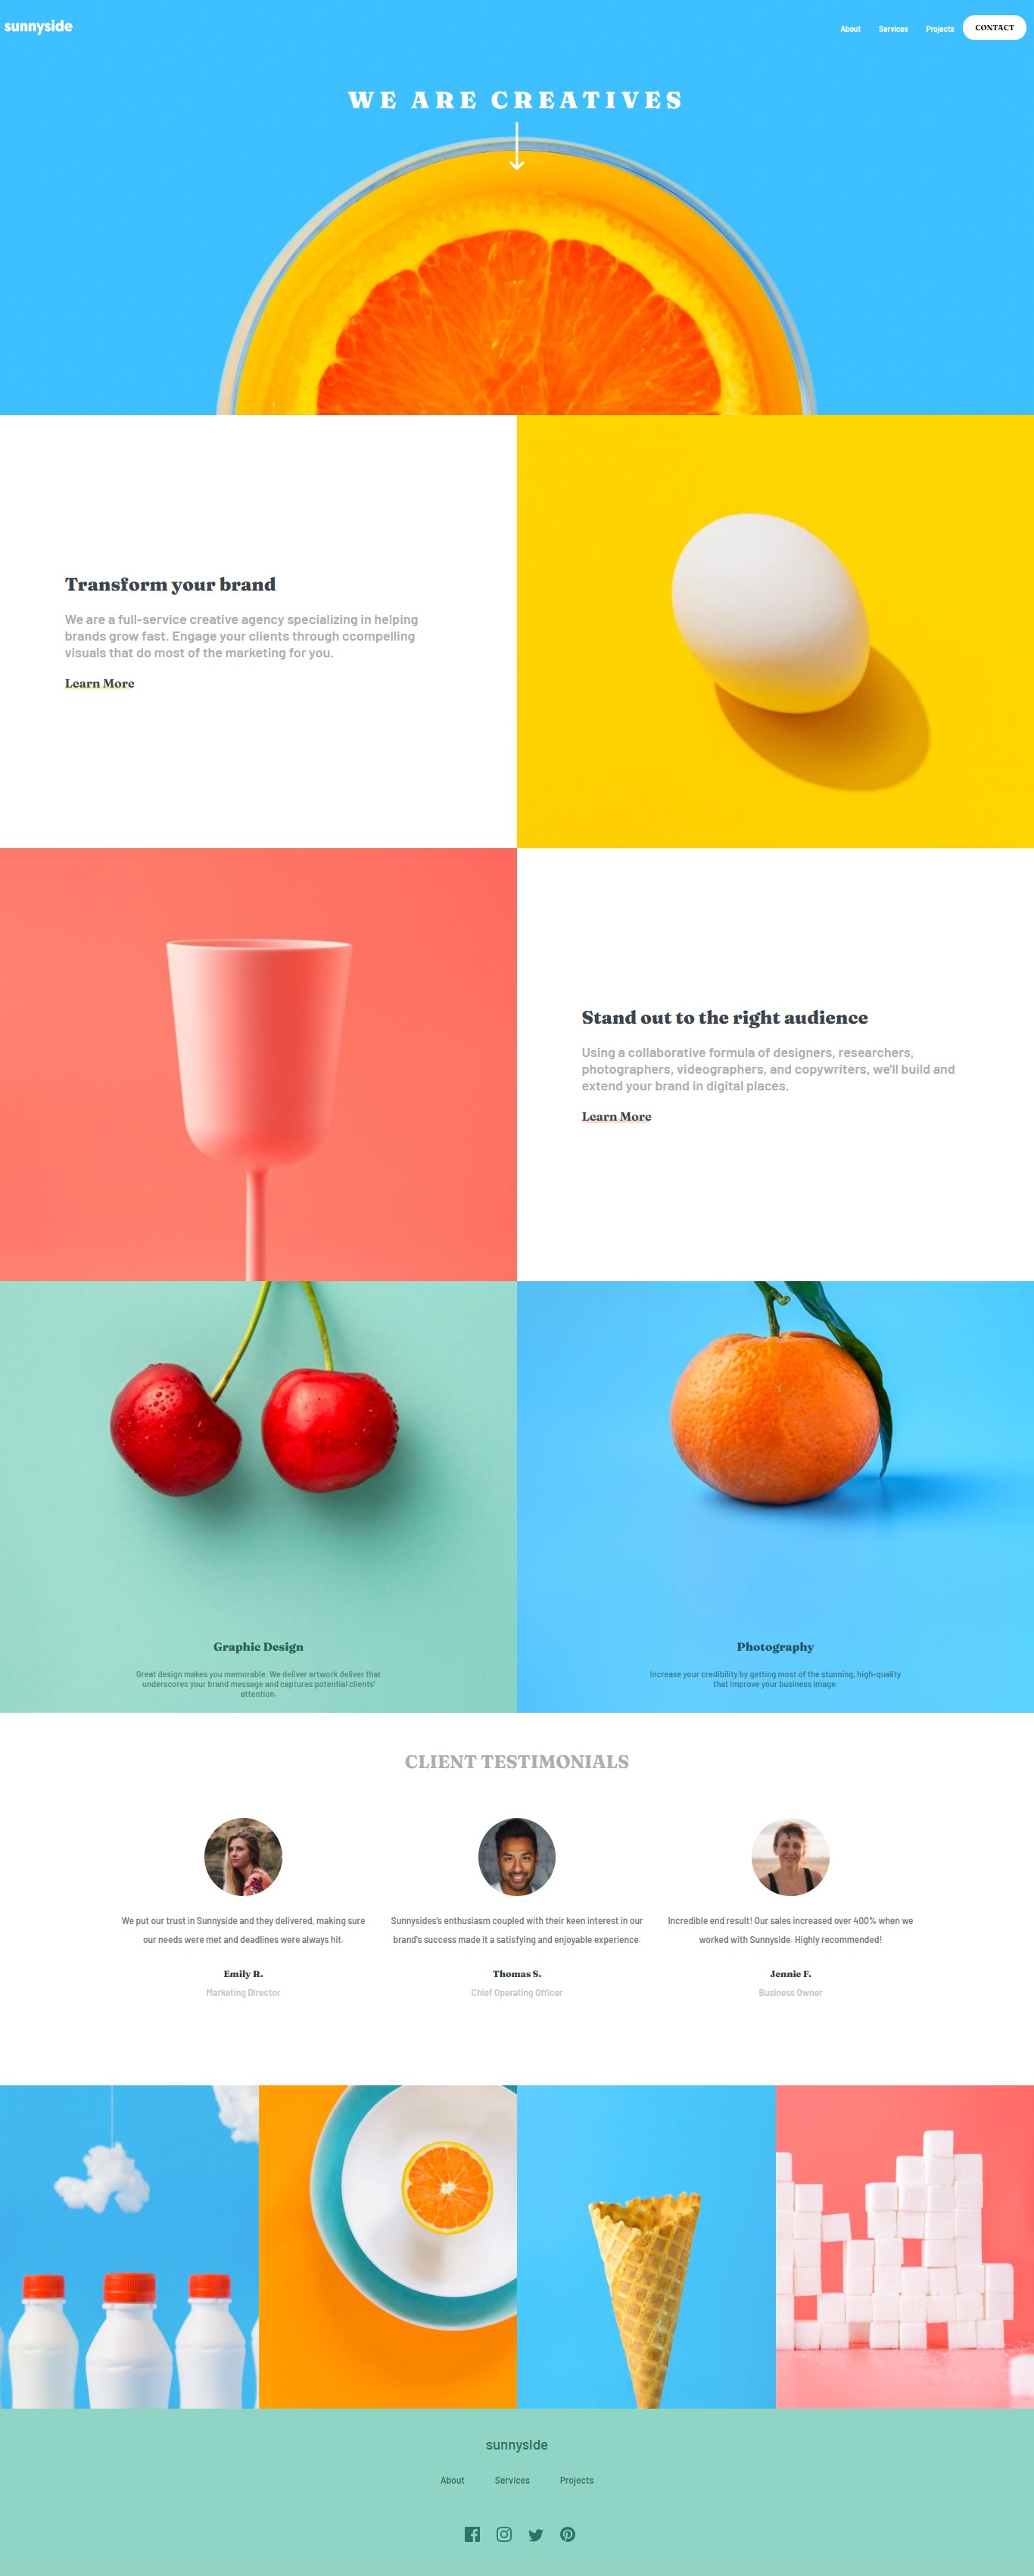 sunnyside
About Services Projects CONTACT
WE ARE CREATIVES
Transform your brand
We are a full-service creative agency specializing in helping
brands grow fast. Engage your clients through ccompelling
visuals that do most of the marketing for you.
Learn More
Stand out to the right audience
Using a collaborative formula of designers, researchers,
photographers, videographers, and copywriters, we'll build and
extend your brand in digital places.
Learn More
Graphic Design
Great design makes you memorable. We deliver artwork deliver that
underscores your brand message and captures potential clients'
attention.
Photography
Increase your credibility by getting most of the stunning, high-quality
that improve your business image.
CLIENT TESTIMONIALS
We put our trust in Sunnyside and they delivered, making sure
our needs were met and deadlines were always hit.
Emily R.
Marketing Director
Sunnysides's enthusiasm coupled with their keen interest in our
brand's success made it a satisfying and enjoyable experience.
Thomas S.
Chief Operating Officer
Incredible end result! Our sales increased over 400% when we
worked with Sunnyside. Highly recommended!
Jennie F.
Business Owner
sunnyside
About Services Projects